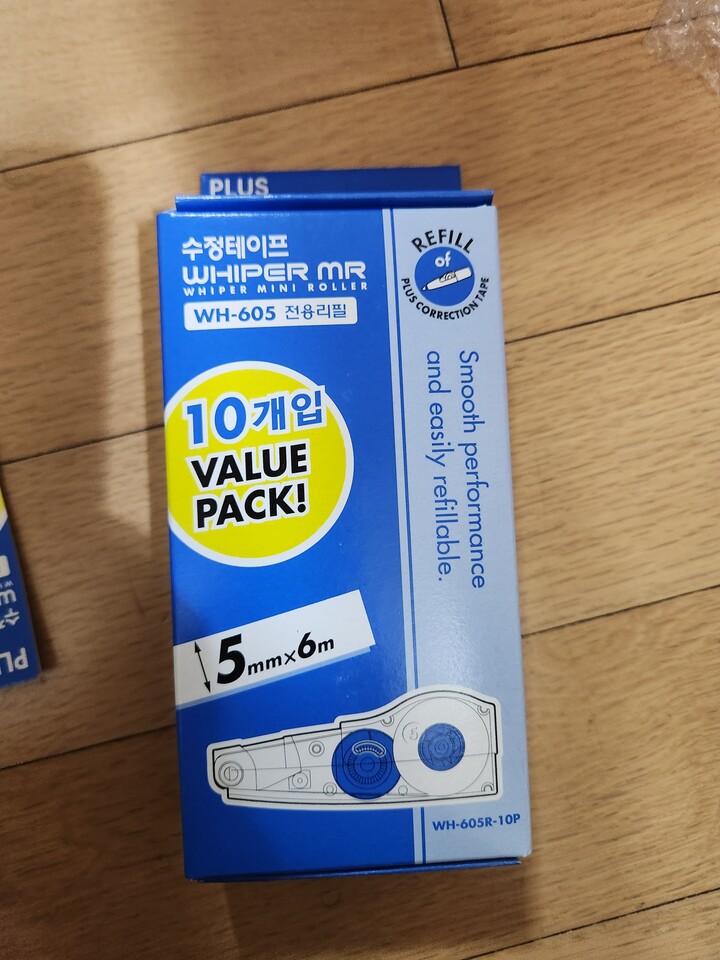 PLUS
수정테이프
WHIPER MR
WHIPER MINI ROLLER
WH-605 전용리필
REFILL
of
PLUS CORRECTION TAPE
Smooth performance
and easily refillable.
10개입
VALUE
PACK!
5mm×6m
5
WH-605R-10P
PL